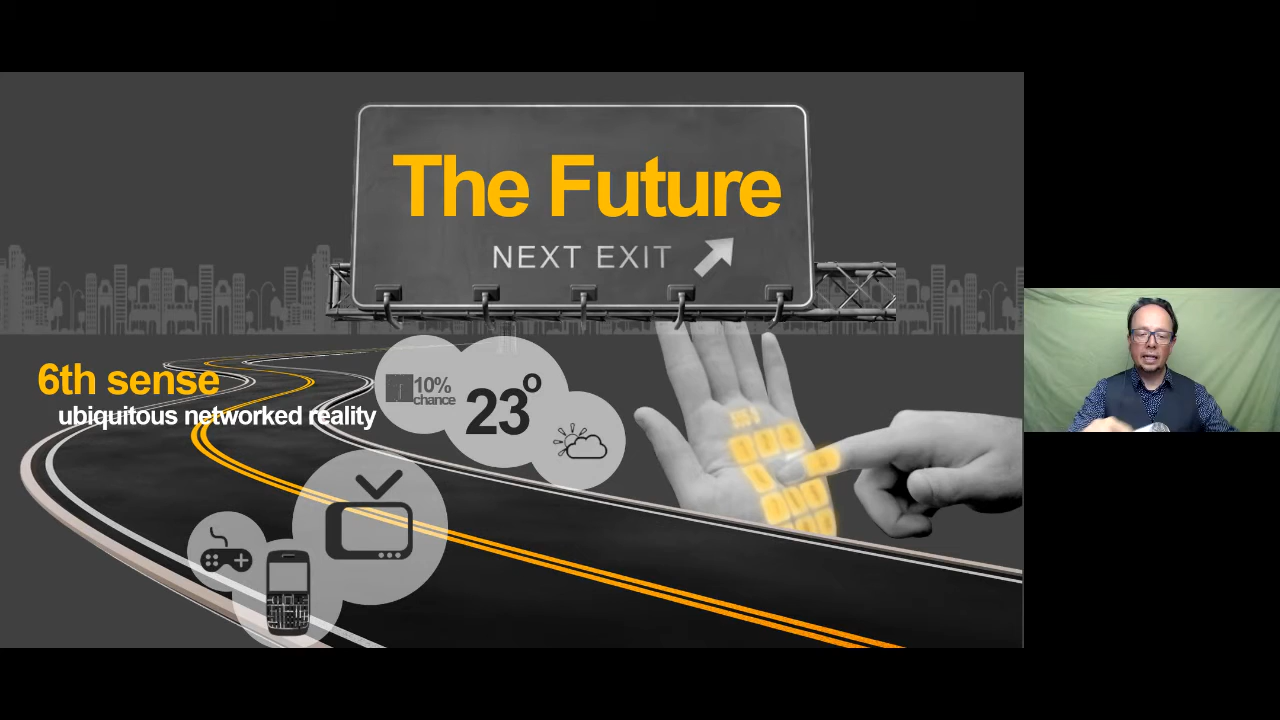 The Future
NEXT EXIT
6th sense
ubiquitous networked reality
10%
chance
23°